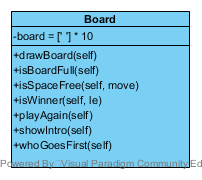 Board
-board = [' '] * 10
+drawBoard(self)
+isBoardFull(self)
+isSpaceFree(self, move)
+isWinner(self, le)
+playAgain(self)
+showIntro(self)
+whoGoesFirst(self)
Powered By Visual Paradigm Community Ed